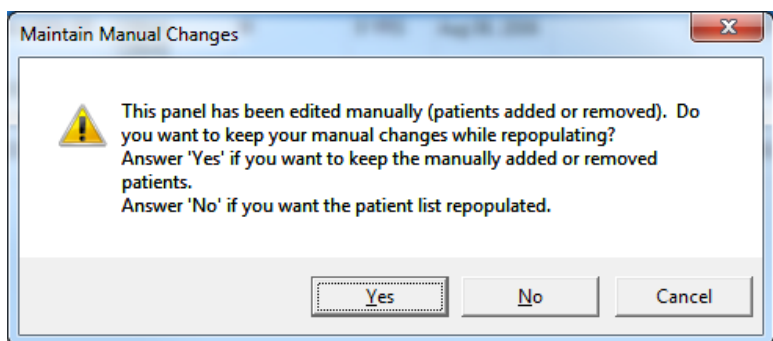 Maintain Manual Changes
This panel has been edited manually (patients added or removed).  Do
you want to keep your manual changes while repopulating?
Answer 'Yes' if you want to keep the manually added or removed
patients.
Answer 'No' if you want the patient list repopulated.
Yes
No
Cancel